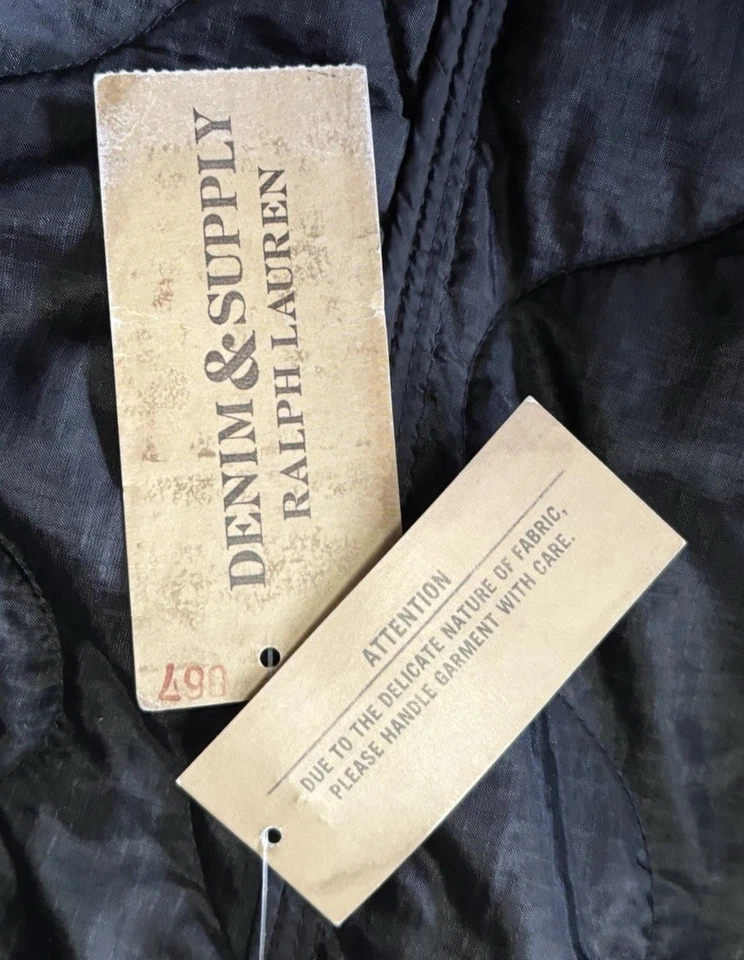 DENIM & SUPPLY
RALPH LAUREN
067
ATTENTION
DUE TO THE DELICATE NATURE OF FABRIC,
PLEASE HANDLE GARMENT WITH CARE.